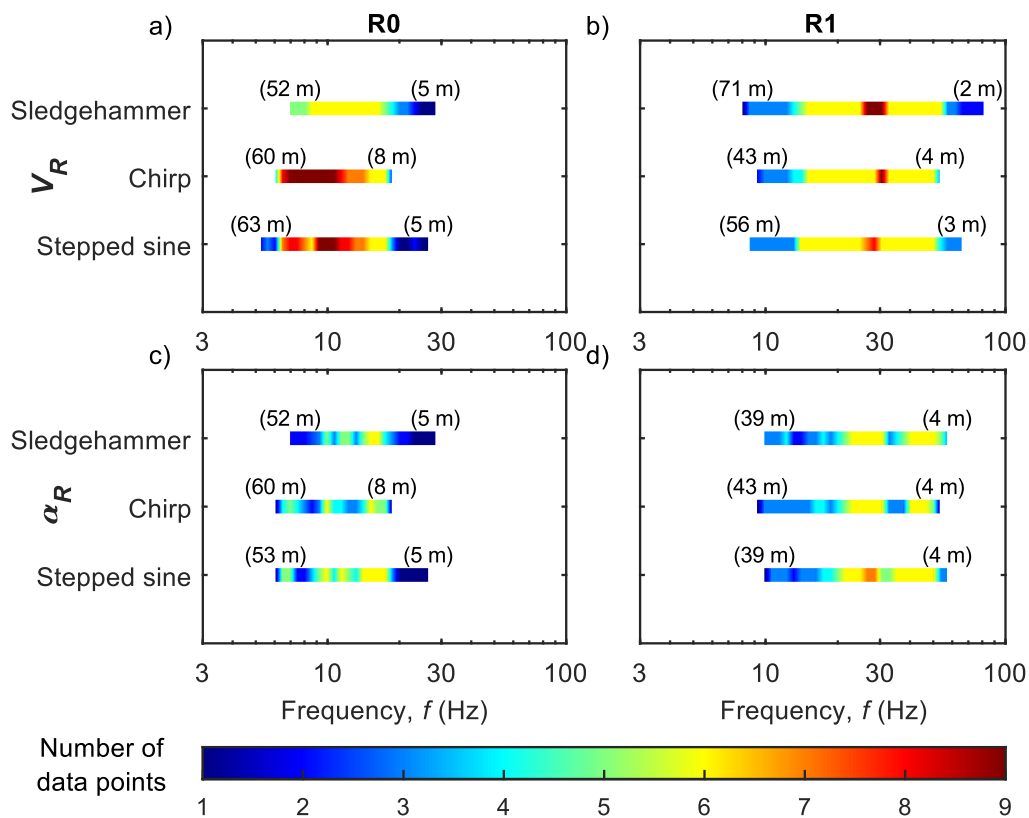 a) R0 b) R1
(52 m) (5 m) (71 m) (2 m)
Sledgehammer
(60 m) (8 m) (43 m) (4 m)
V_R Chirp
(63 m) (5 m) (56 m) (3 m)
Stepped sine
3 10 30 100 3 10 30 100
c) d)
(52 m) (5 m) (39 m) (4 m)
Sledgehammer
(60 m) (8 m) (43 m) (4 m)
α_R Chirp
(53 m) (5 m) (39 m) (4 m)
Stepped sine
3 10 30 100 3 10 30 100
Frequency, f (Hz) Frequency, f (Hz)
Number of
data points
1 2 3 4 5 6 7 8 9